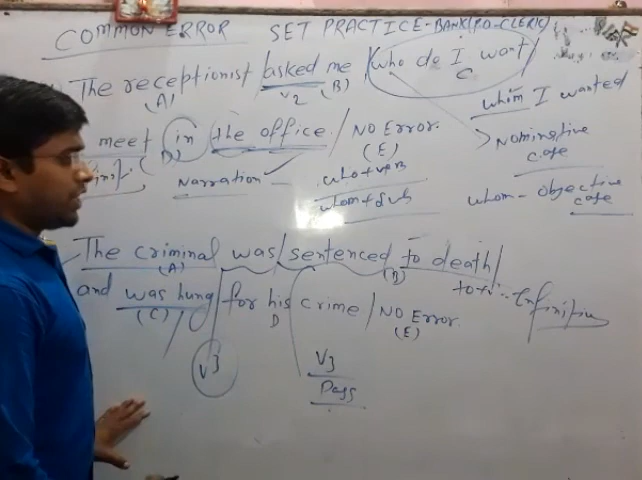 COMMON ERROR SET PRACTICE-BANK(PO-CLERK)
The receptionist/asked me/who do I want/
(A) V2 (B) C
whom I wanted
meet/in the office/NO ERROR.
(E)
Nominative
case
Narration - who+verb
whom+Sub
whom - objective
case
The criminal was/sentenced to death/
(A) (B)
and was hung/for his crime/NO ERROR.
(C) D (E)
Infinitive
V3 V3
Pass